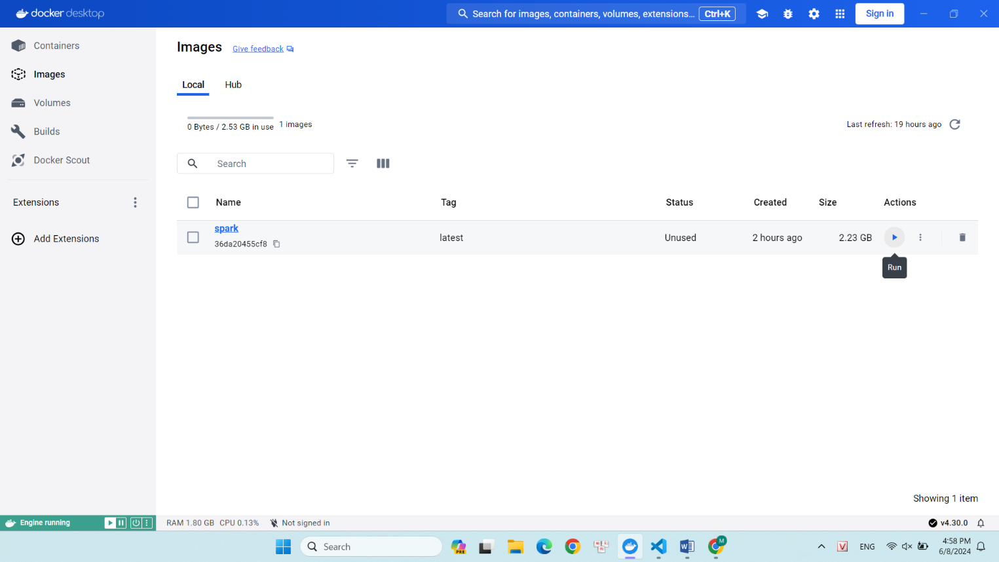 docker desktop
Search for images, containers, volumes, extensions... Ctrl+K
Sign in
Containers
Images
Volumes
Builds
Docker Scout
Extensions
Add Extensions
Images Give feedback
Local Hub
0 Bytes / 2.53 GB in use 1 images
Last refresh: 19 hours ago
Search
Name Tag Status Created Size Actions
spark
36da20455cf8
latest Unused 2 hours ago 2.23 GB
Run
Showing 1 item
Engine running
RAM 1.80 GB CPU 0.13% Not signed in
v4.30.0
Search
PRE
M
V
ENG
4:58 PM
6/8/2024